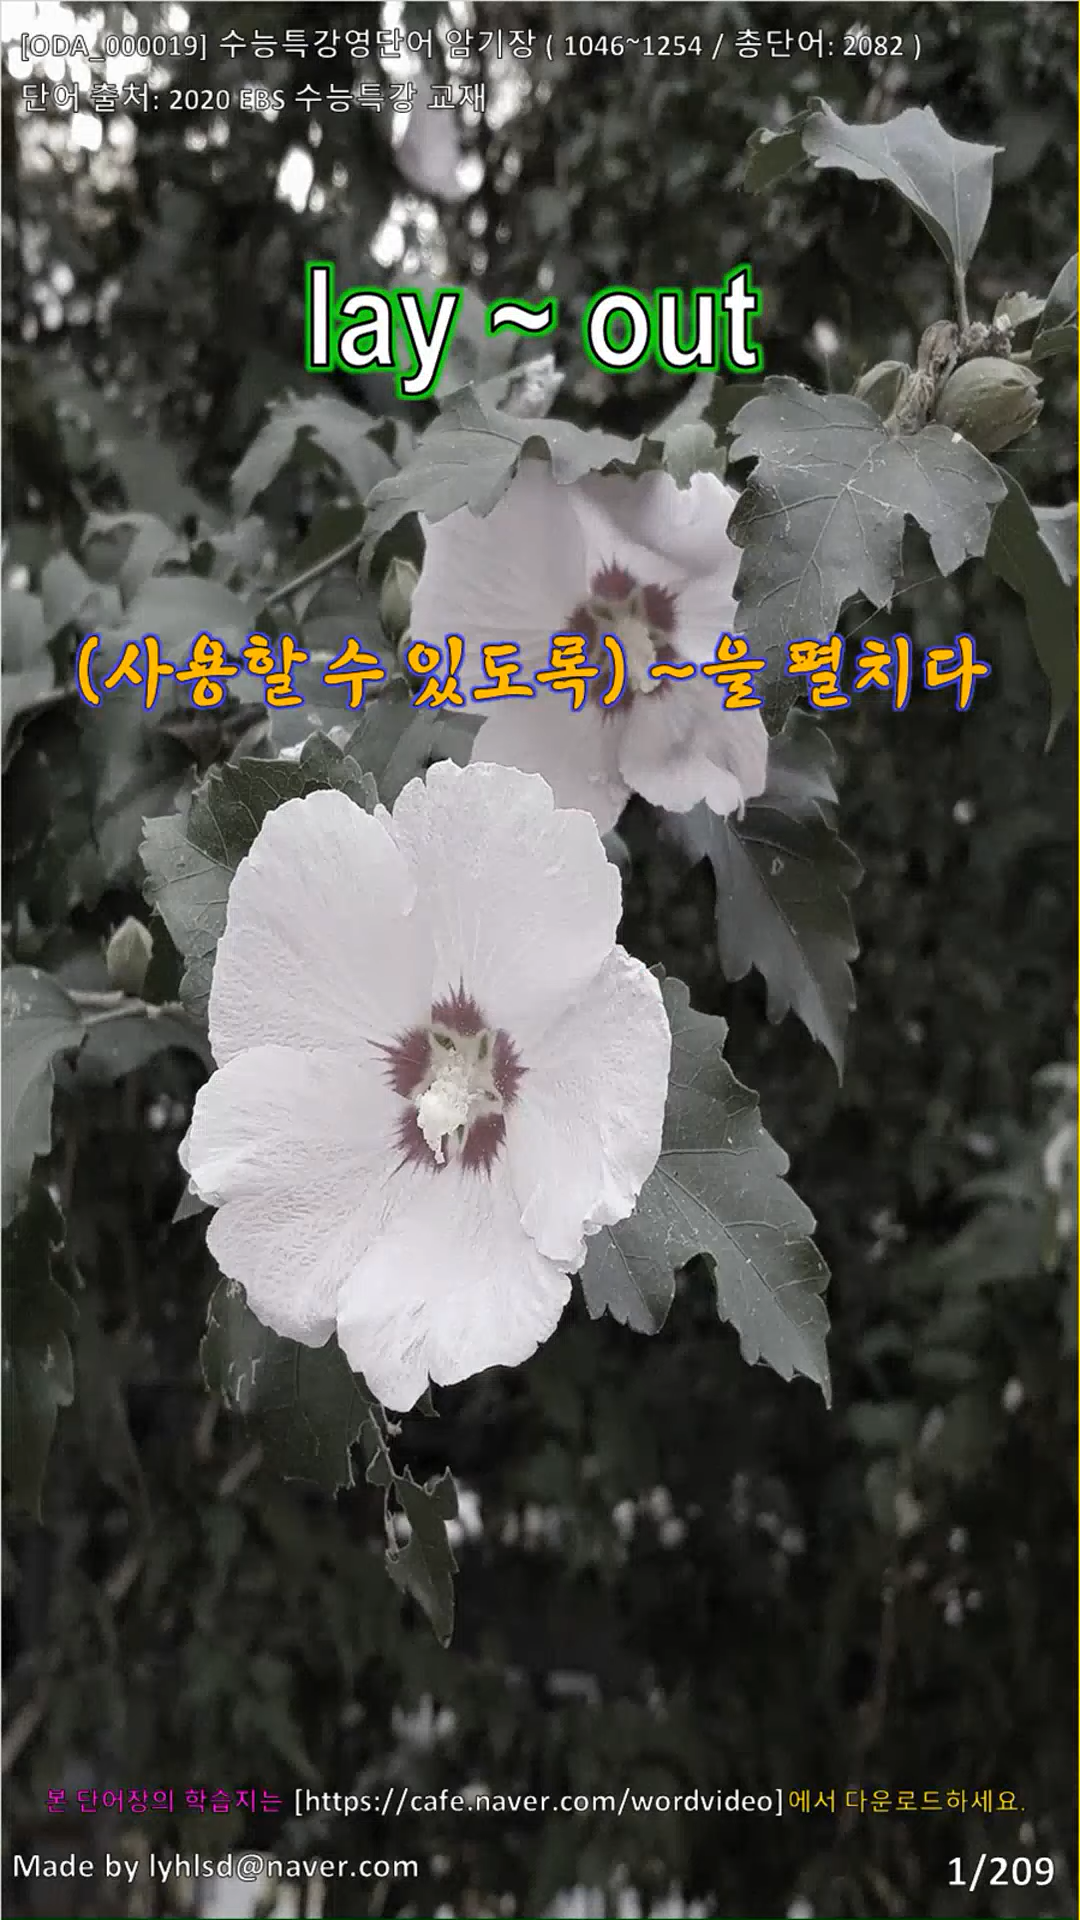 [ODA_000019] 수능특강영단어 암기장 ( 1046~1254 / 총단어: 2082 )
단어 출처: 2020 EBS 수능특강 교재
lay ~ out
(사용할 수 있도록) ~을 펼치다
본 단어장의 학습지는 [https://cafe.naver.com/wordvideo]에서 다운로드하세요.
Made by lyhlsd@naver.com
1/209